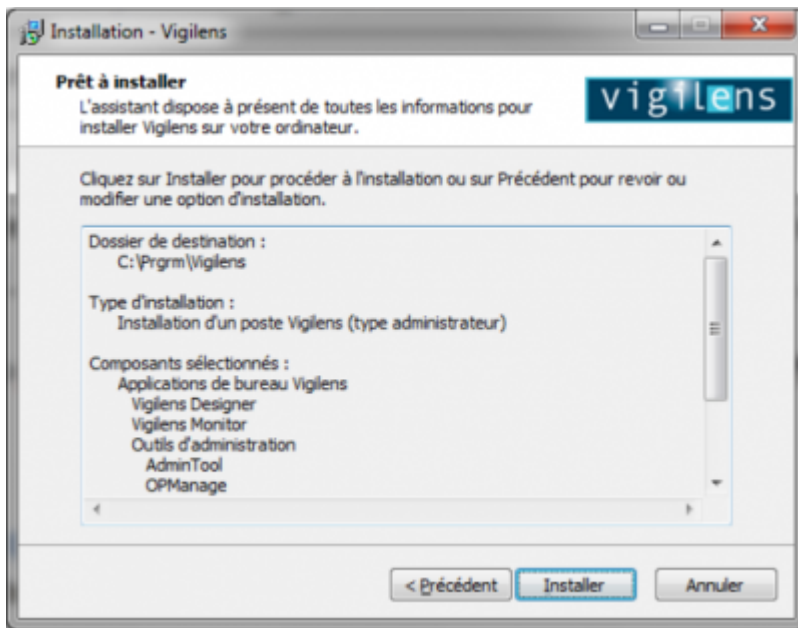 Installation - Vigilens
Prêt à installer
L'assistant dispose à présent de toutes les informations pour
installer Vigilens sur votre ordinateur.
vigilens
Cliquez sur Installer pour procéder à l'installation ou sur Précédent pour revoir ou
modifier une option d'installation.
Dossier de destination :
C:\Prgrm\Vigilens
Type d'installation :
Installation d'un poste Vigilens (type administrateur)
Composants sélectionnés :
Applications de bureau Vigilens
Vigilens Designer
Vigilens Monitor
Outils d'administration
AdminTool
OPManage
< Précédent
Installer
Annuler